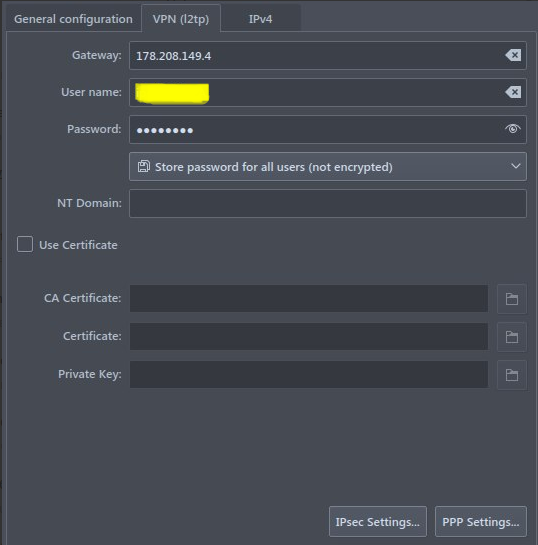 General configuration VPN (l2tp) IPv4
Gateway: 178.208.149.4
User name:
Password: ●●●●●●●●
Store password for all users (not encrypted)
NT Domain:
Use Certificate
CA Certificate:
Certificate:
Private Key:
IPsec Settings... PPP Settings...